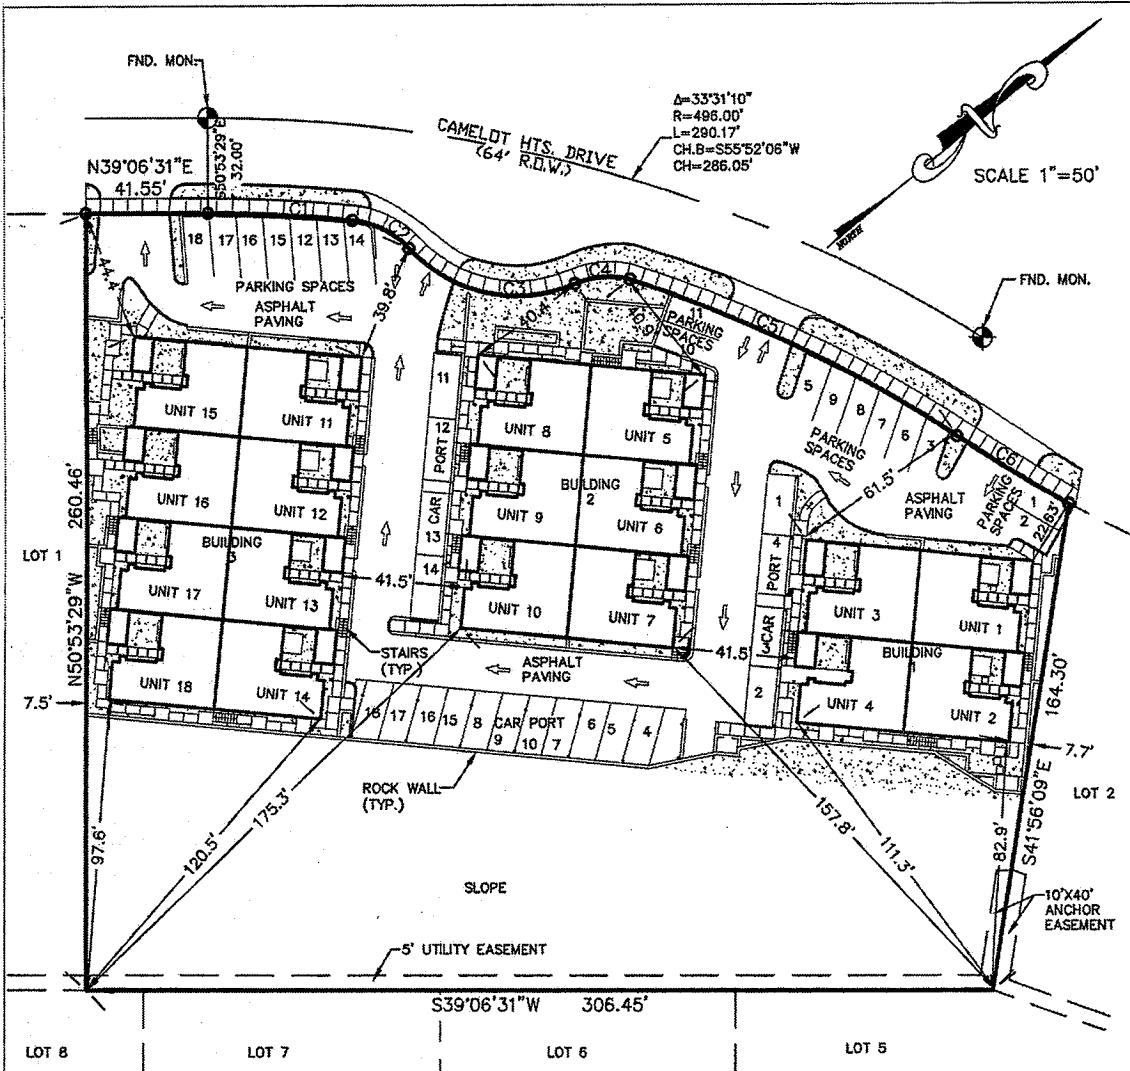 FND. MON.
Δ=33°31'10"
R=496.00'
L=290.17'
CH.B=S55°52'06"W
CH=286.05'
CAMELOT HTS. DRIVE
(64' R.O.W.)
SCALE 1"=50'
NORTH
N39°06'31"E
41.55'
S50°53'29"E
32.00'
FND. MON.
C1
C2
C3
C4
C5
C6
18 17 16 15 12 13 14
PARKING SPACES
ASPHALT
PAVING
44.4'
39.8'
40.4'
40.9'
11
PARKING
SPACES
10
5 9 8 7 6 3
PARKING
SPACES
61.5'
ASPHALT
PAVING
PARKING
SPACES
1
2
22.83'
UNIT 15
UNIT 11
UNIT 16
UNIT 12
BUILDING
3
UNIT 17
UNIT 13
UNIT 18
UNIT 14
11
12
CAR PORT
13
14
UNIT 8
UNIT 5
BUILDING
2
UNIT 9
UNIT 6
UNIT 10
UNIT 7
1
4
CAR PORT
3
2
UNIT 3
UNIT 1
BUILDING
1
UNIT 4
UNIT 2
LOT 1
N50°53'29"W 260.46'
7.5'
41.5'
41.5'
STAIRS
(TYP.)
ASPHALT
PAVING
18 17 16 15 8 9 10 7 6 5 4
CAR PORT
ROCK WALL
(TYP.)
164.30'
S41°56'09"E
7.7'
LOT 2
97.6'
120.5'
175.3'
157.8'
111.3'
82.9'
SLOPE
10'X40'
ANCHOR
EASEMENT
5' UTILITY EASEMENT
S39°06'31"W 306.45'
LOT 8
LOT 7
LOT 6
LOT 5